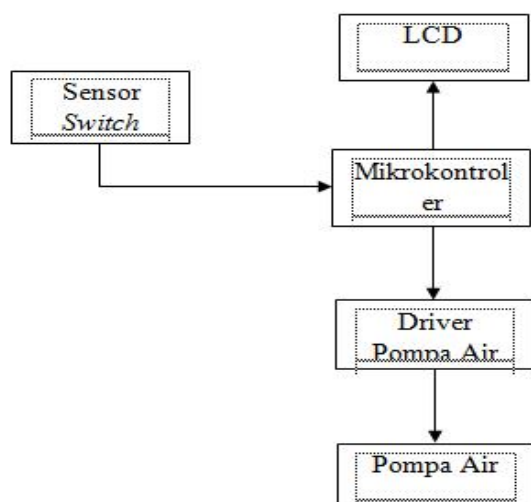 LCD
Sensor
Switch
Mikrokontrol
er
Driver
Pompa Air
Pompa Air